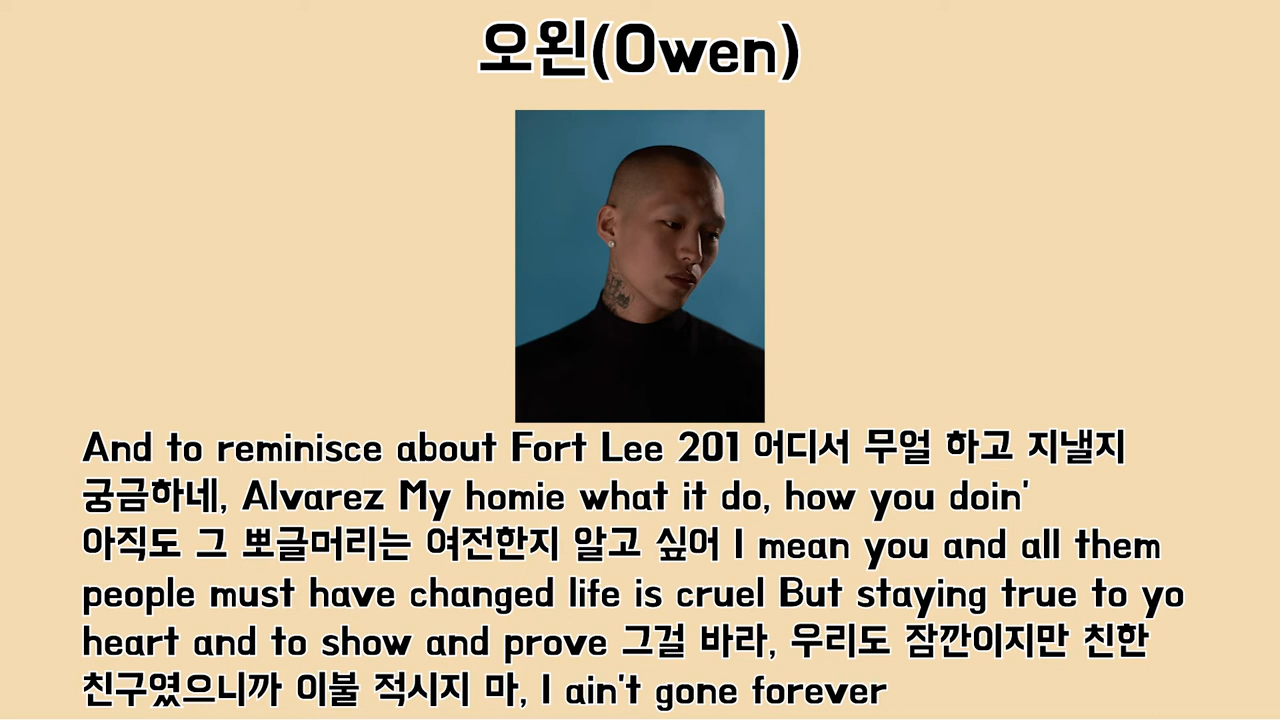 오왼(Owen)
And to reminisce about Fort Lee 201 어디서 무얼 하고 지낼지
궁금하네, Alvarez My homie what it do, how you doin'
아직도 그 뽀글머리는 여전한지 알고 싶어 I mean you and all them
people must have changed life is cruel But staying true to yo
heart and to show and prove 그걸 바라, 우리도 잠깐이지만 친한
친구였으니까 이불 적시지 마, I ain't gone forever